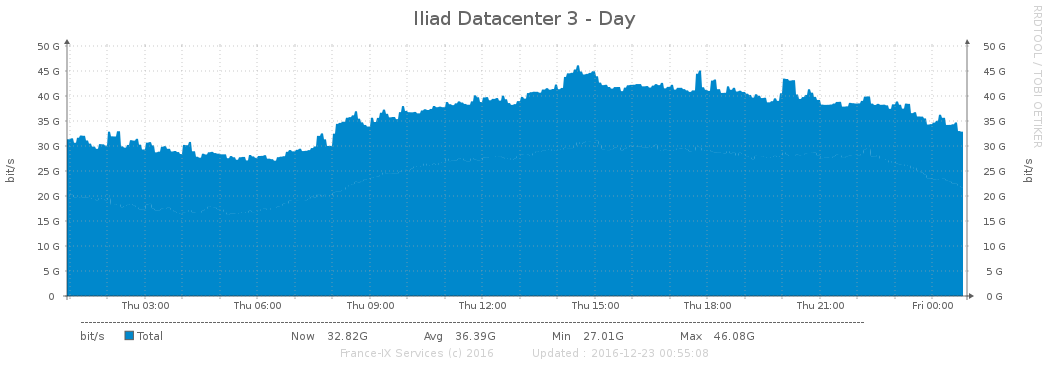 Iliad Datacenter 3 - Day
RRDTOOL / TOBI OETIKER
50 G 50 G
45 G 45 G
40 G 40 G
35 G 35 G
30 G 30 G
25 G 25 G
20 G 20 G
15 G 15 G
10 G 10 G
5 G 5 G
0 0 G
bit/s bit/s
Thu 03:00 Thu 06:00 Thu 09:00 Thu 12:00 Thu 15:00 Thu 18:00 Thu 21:00 Fri 00:00
bit/s Total Now 32.82G Avg 36.39G Min 27.01G Max 46.08G
France-IX Services (c) 2016 Updated : 2016-12-23 00:55:08